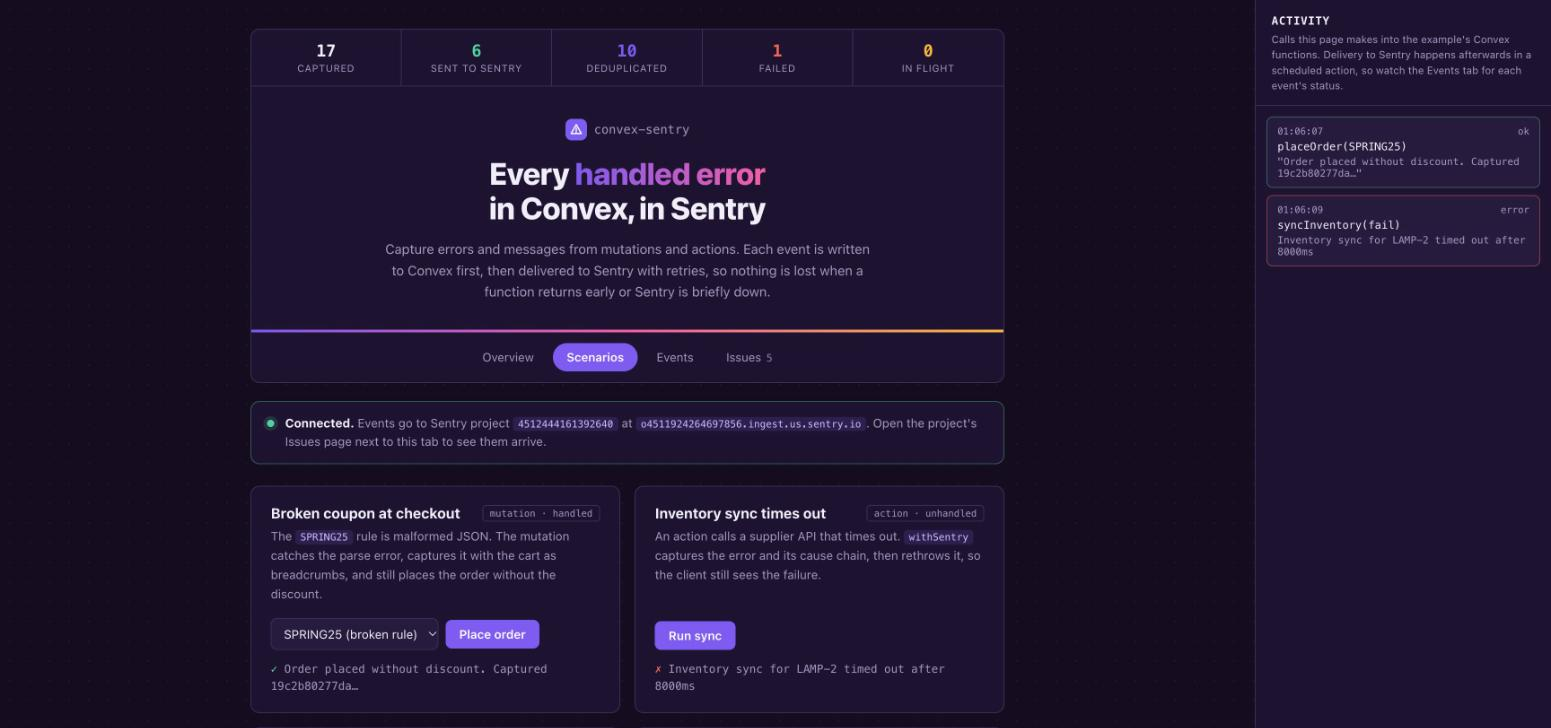 17
CAPTURED
6
SENT TO SENTRY
10
DEDUPLICATED
1
FAILED
0
IN FLIGHT
convex-sentry
Every handled error
in Convex, in Sentry
Capture errors and messages from mutations and actions. Each event is written
to Convex first, then delivered to Sentry with retries, so nothing is lost when a
function returns early or Sentry is briefly down.
Overview
Scenarios
Events
Issues 5
Connected. Events go to Sentry project 4512444161392640 at o4511924264697856.ingest.us.sentry.io. Open the project's
Issues page next to this tab to see them arrive.
Broken coupon at checkout
mutation · handled
The SPRING25 rule is malformed JSON. The mutation
catches the parse error, captures it with the cart as
breadcrumbs, and still places the order without the
discount.
SPRING25 (broken rule)
Place order
✓ Order placed without discount. Captured
19c2b80277da…
Inventory sync times out
action · unhandled
An action calls a supplier API that times out. withSentry
captures the error and its cause chain, then rethrows it, so
the client still sees the failure.
Run sync
✗ Inventory sync for LAMP-2 timed out after
8000ms
ACTIVITY
Calls this page makes into the example's Convex
functions. Delivery to Sentry happens afterwards in a
scheduled action, so watch the Events tab for each
event's status.
01:06:07
ok
placeOrder(SPRING25)
"Order placed without discount. Captured
19c2b80277da…"
01:06:09
error
syncInventory(fail)
Inventory sync for LAMP-2 timed out after
8000ms